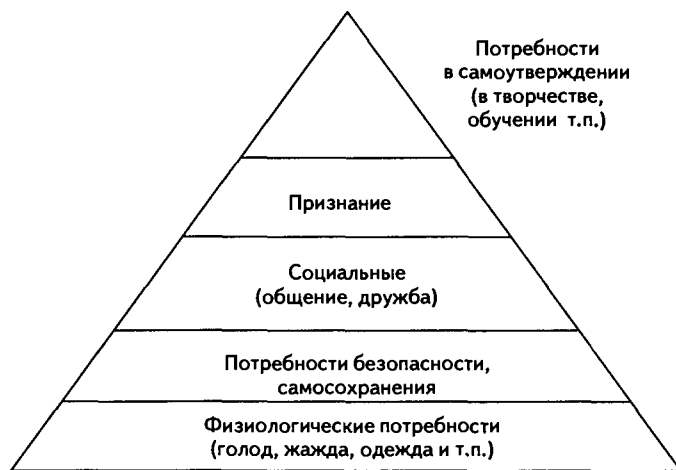 Потребности
в самоутверждении
(в творчестве,
обучении т.п.)
Признание
Социальные
(общение, дружба)
Потребности безопасности,
самосохранения
Физиологические потребности
(голод, жажда, одежда и т.п.)